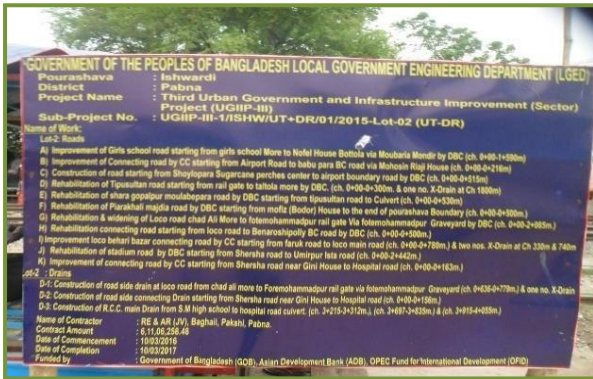 GOVERNMENT OF THE PEOPLES OF BANGLADESH LOCAL GOVERNMENT ENGINEERING DEPARTMENT (LGED)
Pourashava : Ishwardi
District : Pabna
Project Name : Third Urban Government and Infrastructure Improvement (Sector)
Project (UGIIP-III)
Sub-Project No. : UGIIP-III-1/ISHW/UT+DR/01/2015-Lot-02 (UT-DR)
Name of Work:
Lot-2: Roads
A) Improvement of Girls school road starting from girls school More to Nofel House Bottola via Moubaria Mondir by DBC (ch. 0+00-1+590m)
B) Improvement of Connecting road by CC starting from Airport Road to babu para BC road via Mohosin Riaji House (ch. 0+00-0+216m)
C) Construction of road starting from Shoylopara Sugarcane perches center to airport boundary road by DBC (ch. 0+00-0+515m)
D) Rehabilitation of Tipusultan road starting from rail gate to taltola more by DBC. (ch. 0+00-0+300m. & one no. X-Drain at Ch 1800m)
E) Rehabilitation of shara gopalpur moulabepara road by DBC starting from tipusultan road to Culvert (ch. 0+00-0+530m)
F) Rehabilitation of Piarakhali majdia road by DBC starting from mofiz (Bodor) House to the end of pourashava Boundary (ch. 0+00-0+500m.)
G) Rehabilitation & widening of Loco road chad Ali More to fotemohammadpur rail gate Via fotemohammadpur Graveyard by DBC (ch. 0+00-2+085m.)
H) Rehabilitation connecting road starting from loco road to Benaroshipolly BC road by DBC (ch. 0+00-0+500m.)
I) Improvement loco behari bazar connecting road by CC starting from faruk road to loco main road (ch. 0+00-0+780m.) & two nos. X-Drain at Ch 330m & 740m
J) Rehabilitation of stadium road by DBC starting from Shersha road to Umirpur Ista road (ch. 0+00-2+442m.)
K) Improvement of connecting road by CC starting from Shersha road near Gini House to Hospital road (ch. 0+00-0+163m.)
Lot-2 : Drains
D-1: Construction of road side drain at loco road from chad ali more to Foremohammadpur rail gate via fotemohammadpur Graveyard (ch. 0+636-0+779m.) & one no. X-Drain
D-2: Construction of road side connecting Drain starting from Shersha road near Gini House to Hospital road (ch. 0+00-0+156m.)
D-3: Construction of R.C.C. main Drain from S.M high school to hospital road culvert. (ch. 3+215-3+312m.), (ch. 3+697-3+835m.) & (ch. 3+915-4+055m.)
Name of Contractor : RE & AR (JV), Baghail, Pakshi, Pabna.
Contract Amount : 6,11,06,258.48
Date of Commencement : 10/03/2016
Date of Completion : 10/03/2017
Funded by : Government of Bangladesh (GOB), Asian Development Bank (ADB), OPEC Fund for International Development (OFID)